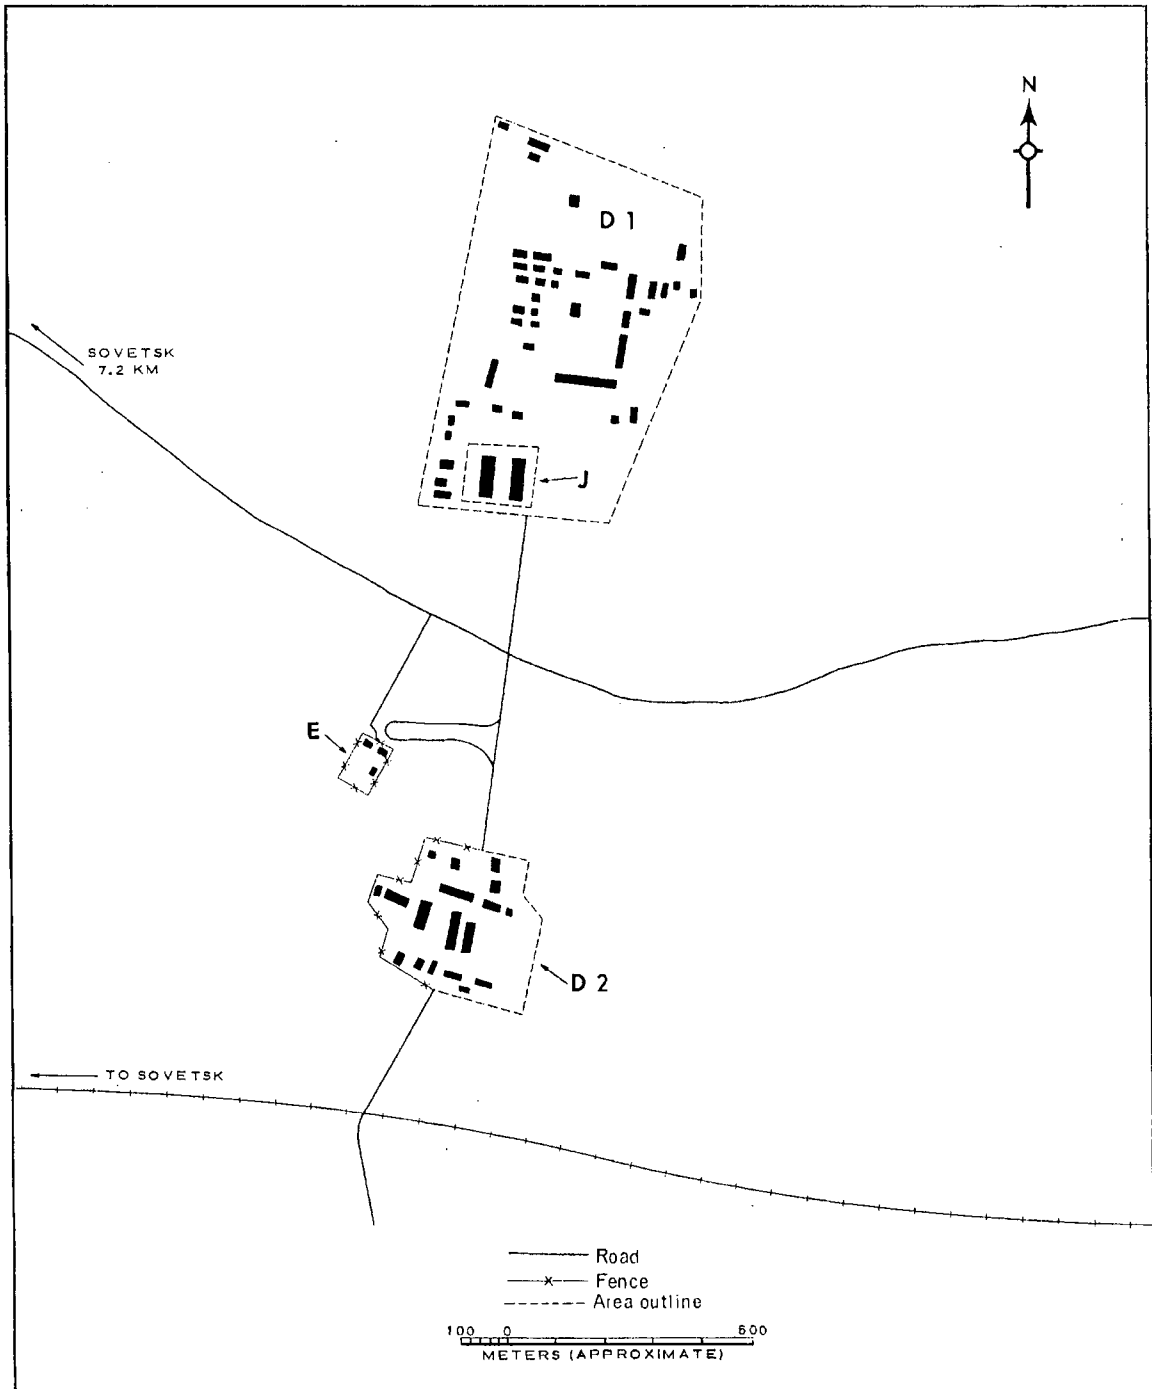 N
D 1
SOVETSK
7.2 KM
J
E
D 2
TO SOVETSK
Road
Fence
Area outline
100 0 500
METERS (APPROXIMATE)